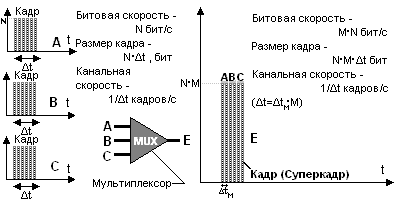 Кадр
N
A
t
Δt
Битовая скорость -
N бит/с
Размер кадра -
N•Δt , бит
Канальная
скорость -
1/Δt кадров/с
Кадр
B
t
Δt
Кадр
C
t
Δt
A
B
C
MUX
E
Мультиплексор
N•M
ABC
Битовая скорость -
M•N бит/с
Размер кадра -
N•M•Δt бит
Канальная скорость -
1/Δt кадров/с
(Δt=Δtм•M)
E
Кадр (Суперкадр)
t
Δtм